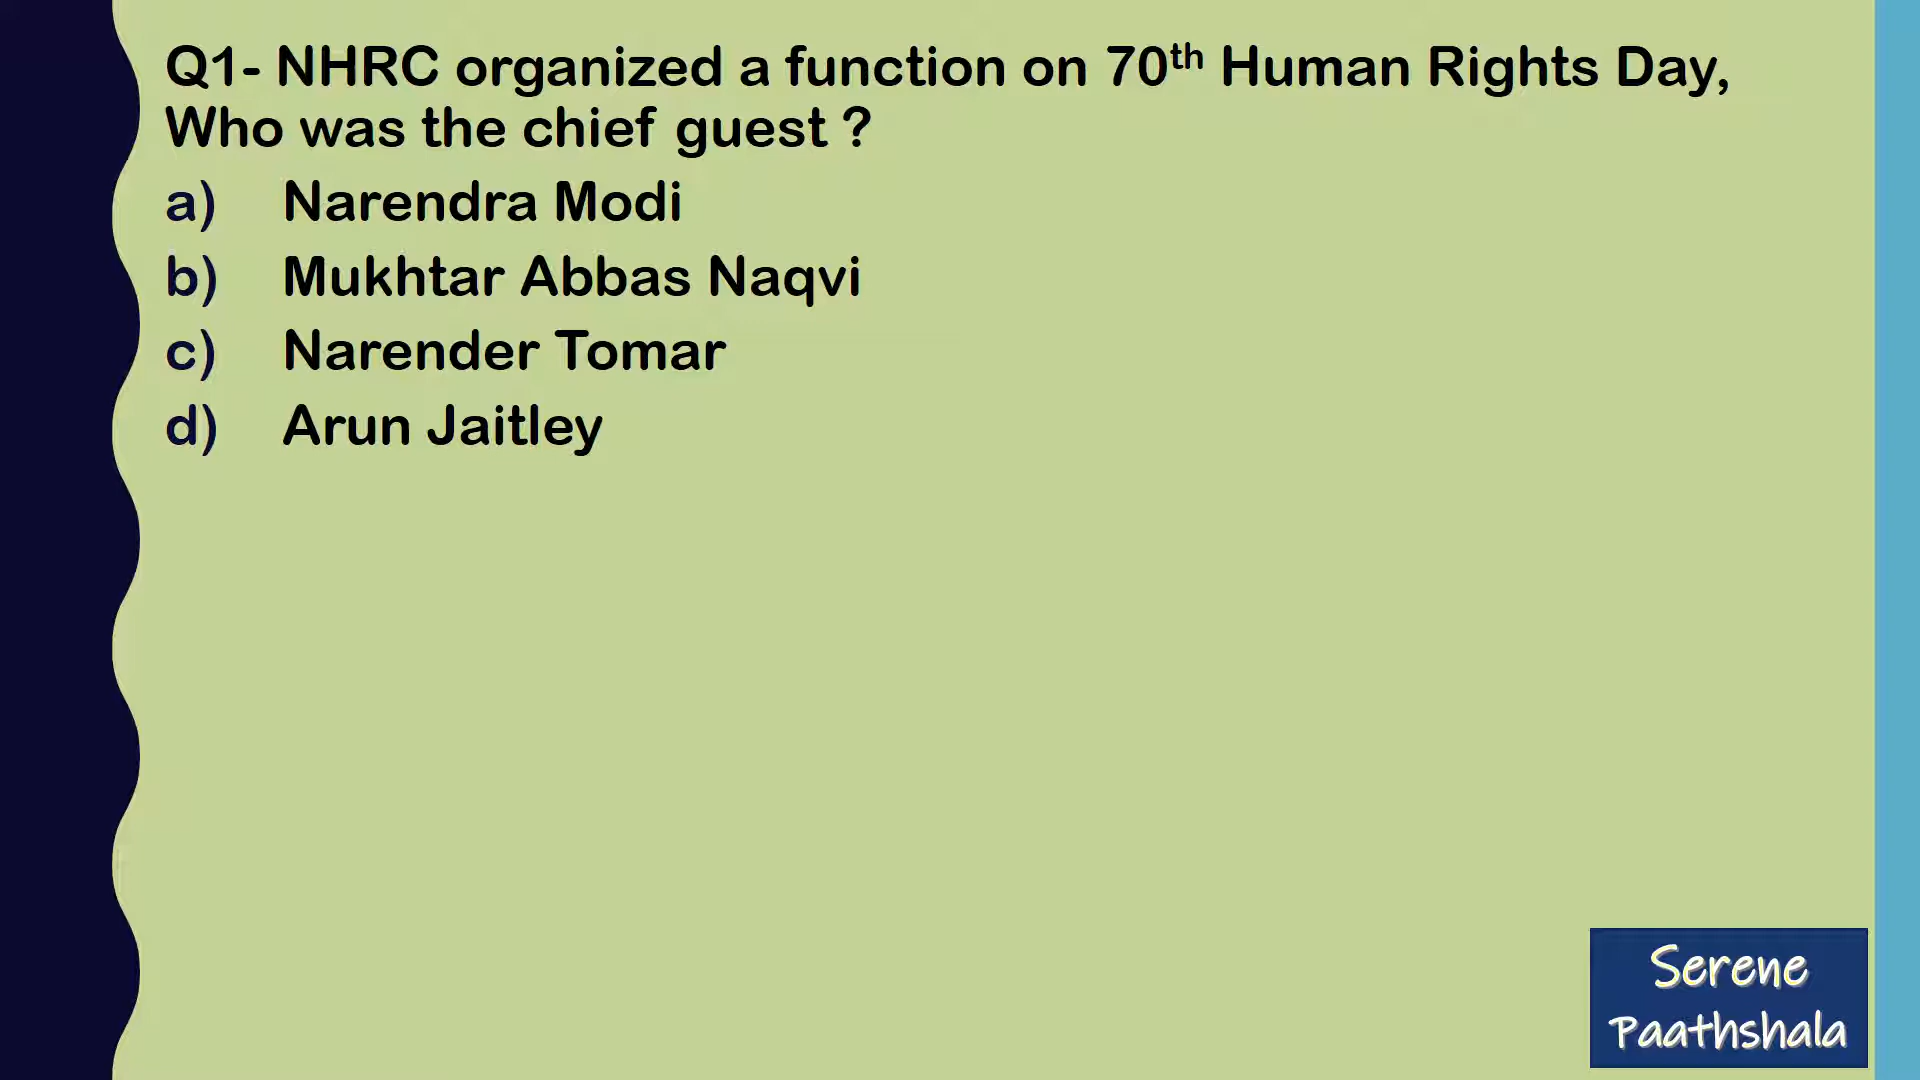 Q1- NHRC organized a function on 70th Human Rights Day,
Who was the chief guest ?
a) Narendra Modi
b) Mukhtar Abbas Naqvi
c) Narender Tomar
d) Arun Jaitley
Serene
Paathshala